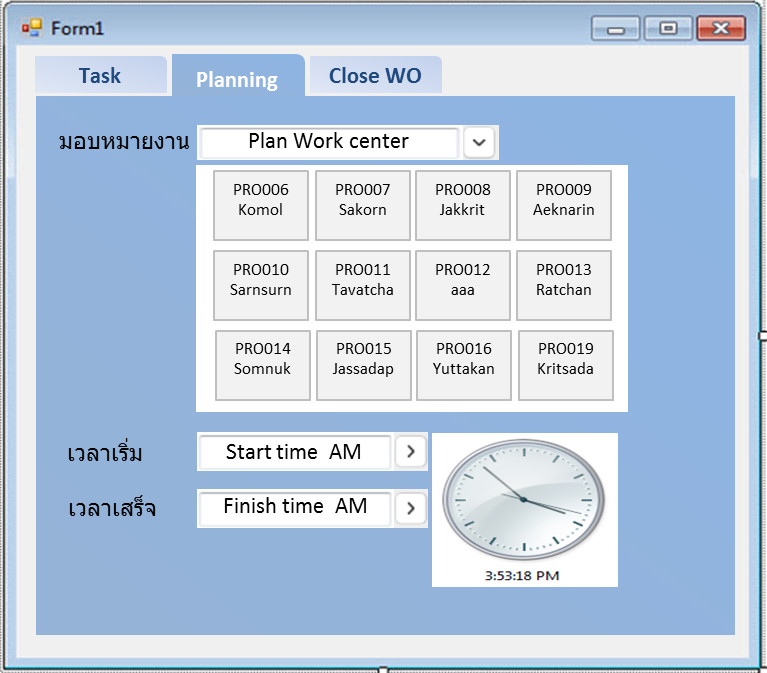 Form1
Task Planning Close WO
มอบหมายงาน Plan Work center
PRO006 PRO007 PRO008 PRO009
Komol Sakorn Jakkrit Aeknarin
PRO010 PRO011 PRO012 PRO013
Sarnsurn Tavatcha aaa Ratchan
PRO014 PRO015 PRO016 PRO019
Somnuk Jassadap Yuttakan Kritsada
เวลาเริ่ม Start time AM
เวลาเสร็จ Finish time AM
3:53:18 PM